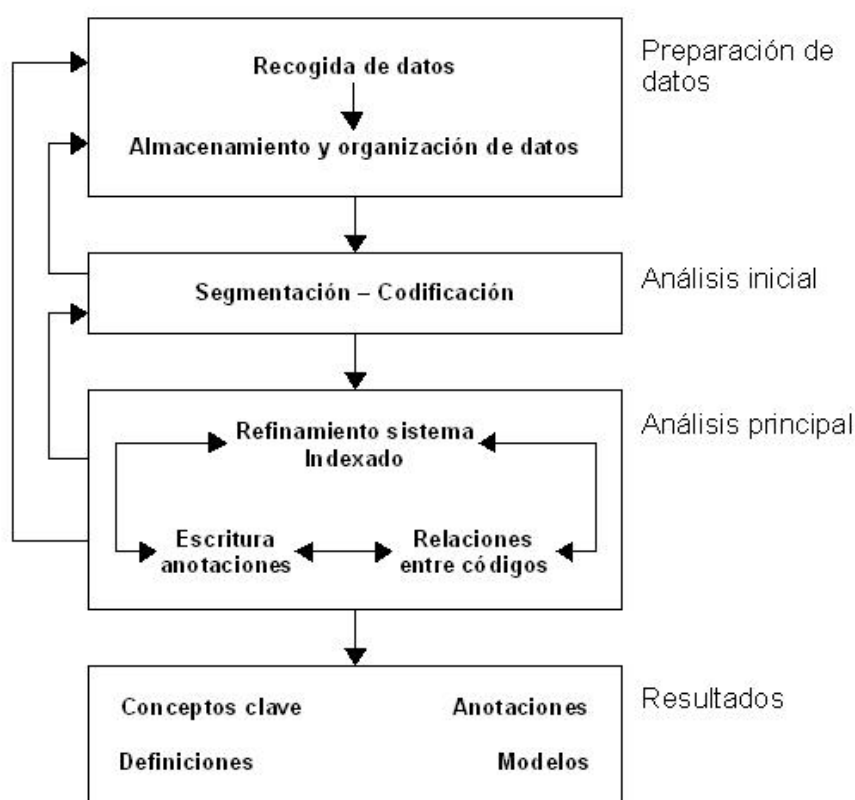 Recogida de datos
Preparación de
datos
Almacenamiento y organización de datos
Segmentación – Codificación
Análisis inicial
Refinamiento sistema
Indexado
Análisis principal
Escritura
anotaciones
Relaciones
entre códigos
Conceptos clave
Anotaciones
Resultados
Definiciones
Modelos